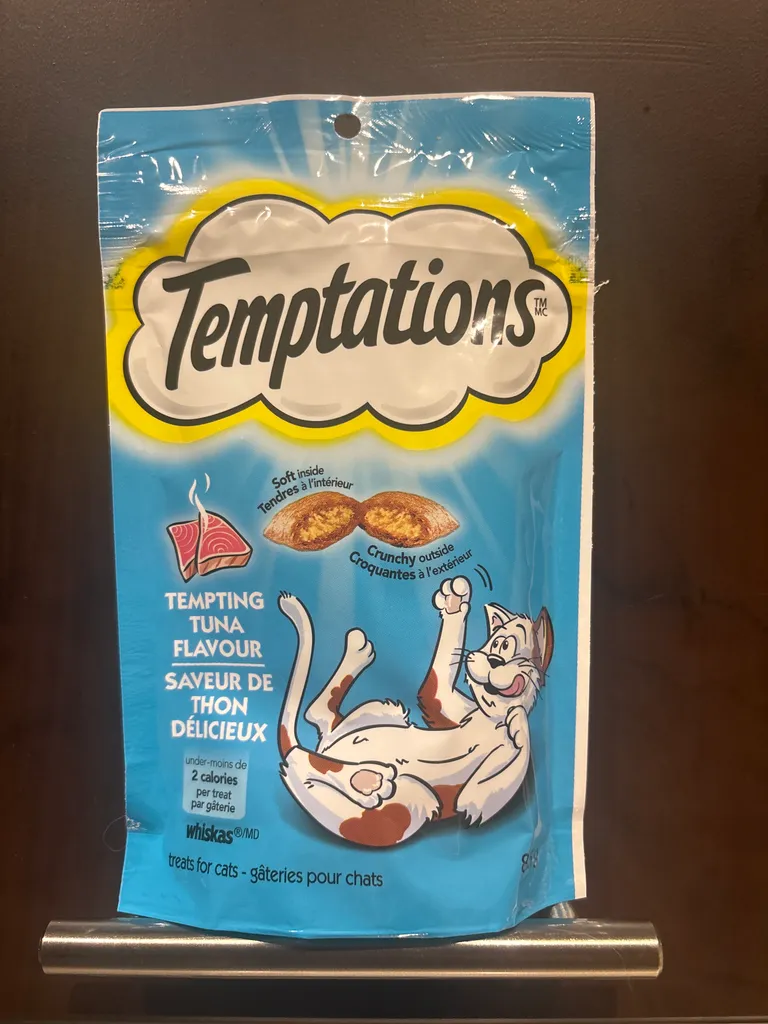 Temptations
TM
MC
Soft inside
Tendres à l'intérieur
Crunchy outside
Croquantes à l'extérieur
TEMPTING
TUNA
FLAVOUR
SAVEUR DE
THON
DÉLICIEUX
under-moins de
2 calories
per treat
par gâterie
whiskas®/MD
treats for cats - gâteries pour chats